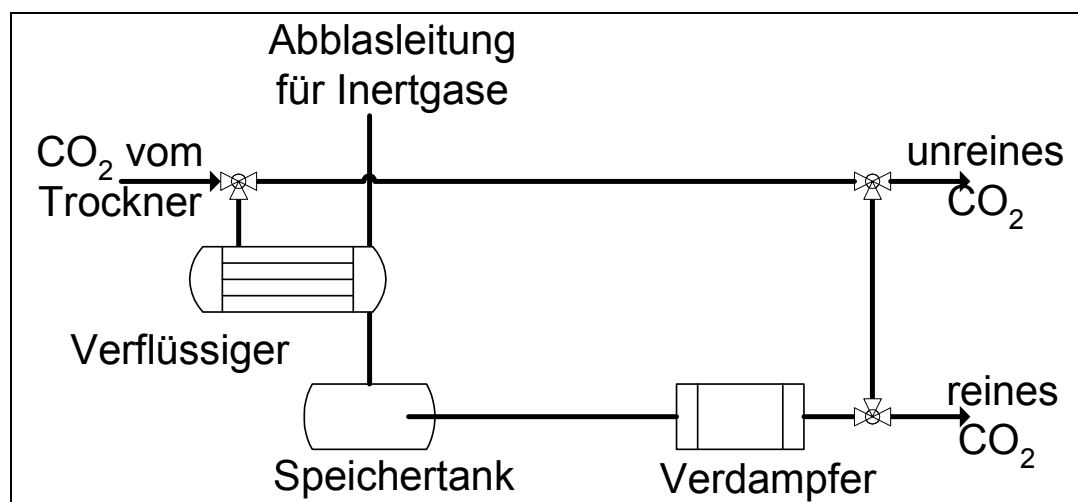 Abblasleitung
für Inertgase
CO2 vom
Trockner
unreines
CO2
Verflüssiger
reines
CO2
Speichertank
Verdampfer